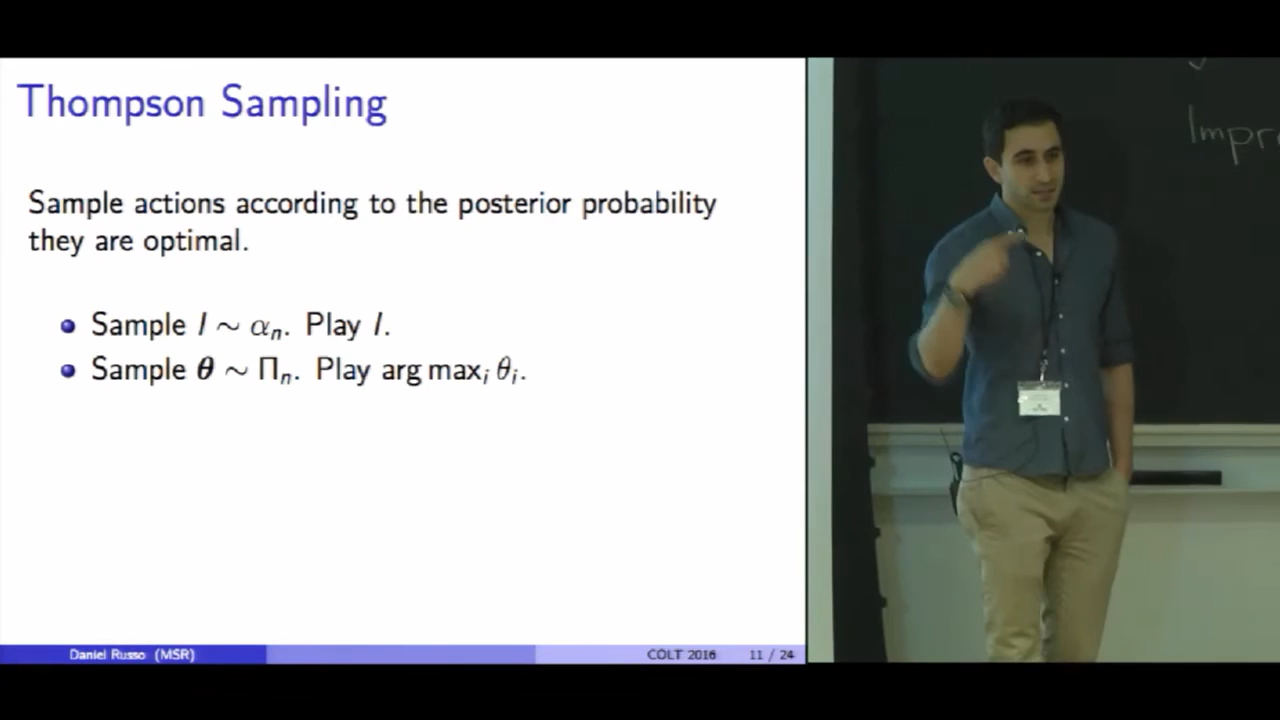 Thompson Sampling
Sample actions according to the posterior probability
they are optimal.
Sample I ∼ αₙ. Play I.
Sample θ ∼ Πₙ. Play arg maxᵢ θᵢ.
Daniel Russo (MSR)
COLT 2016 11 / 24